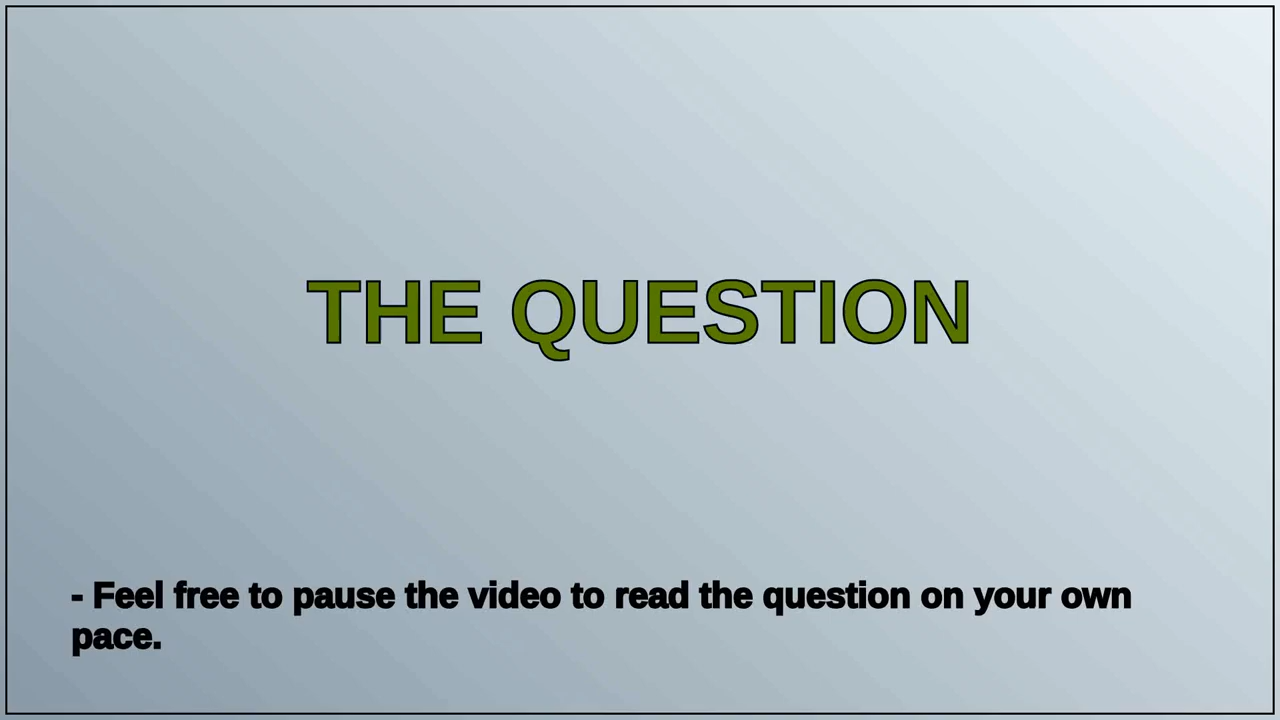 THE QUESTION
- Feel free to pause the video to read the question on your own
pace.